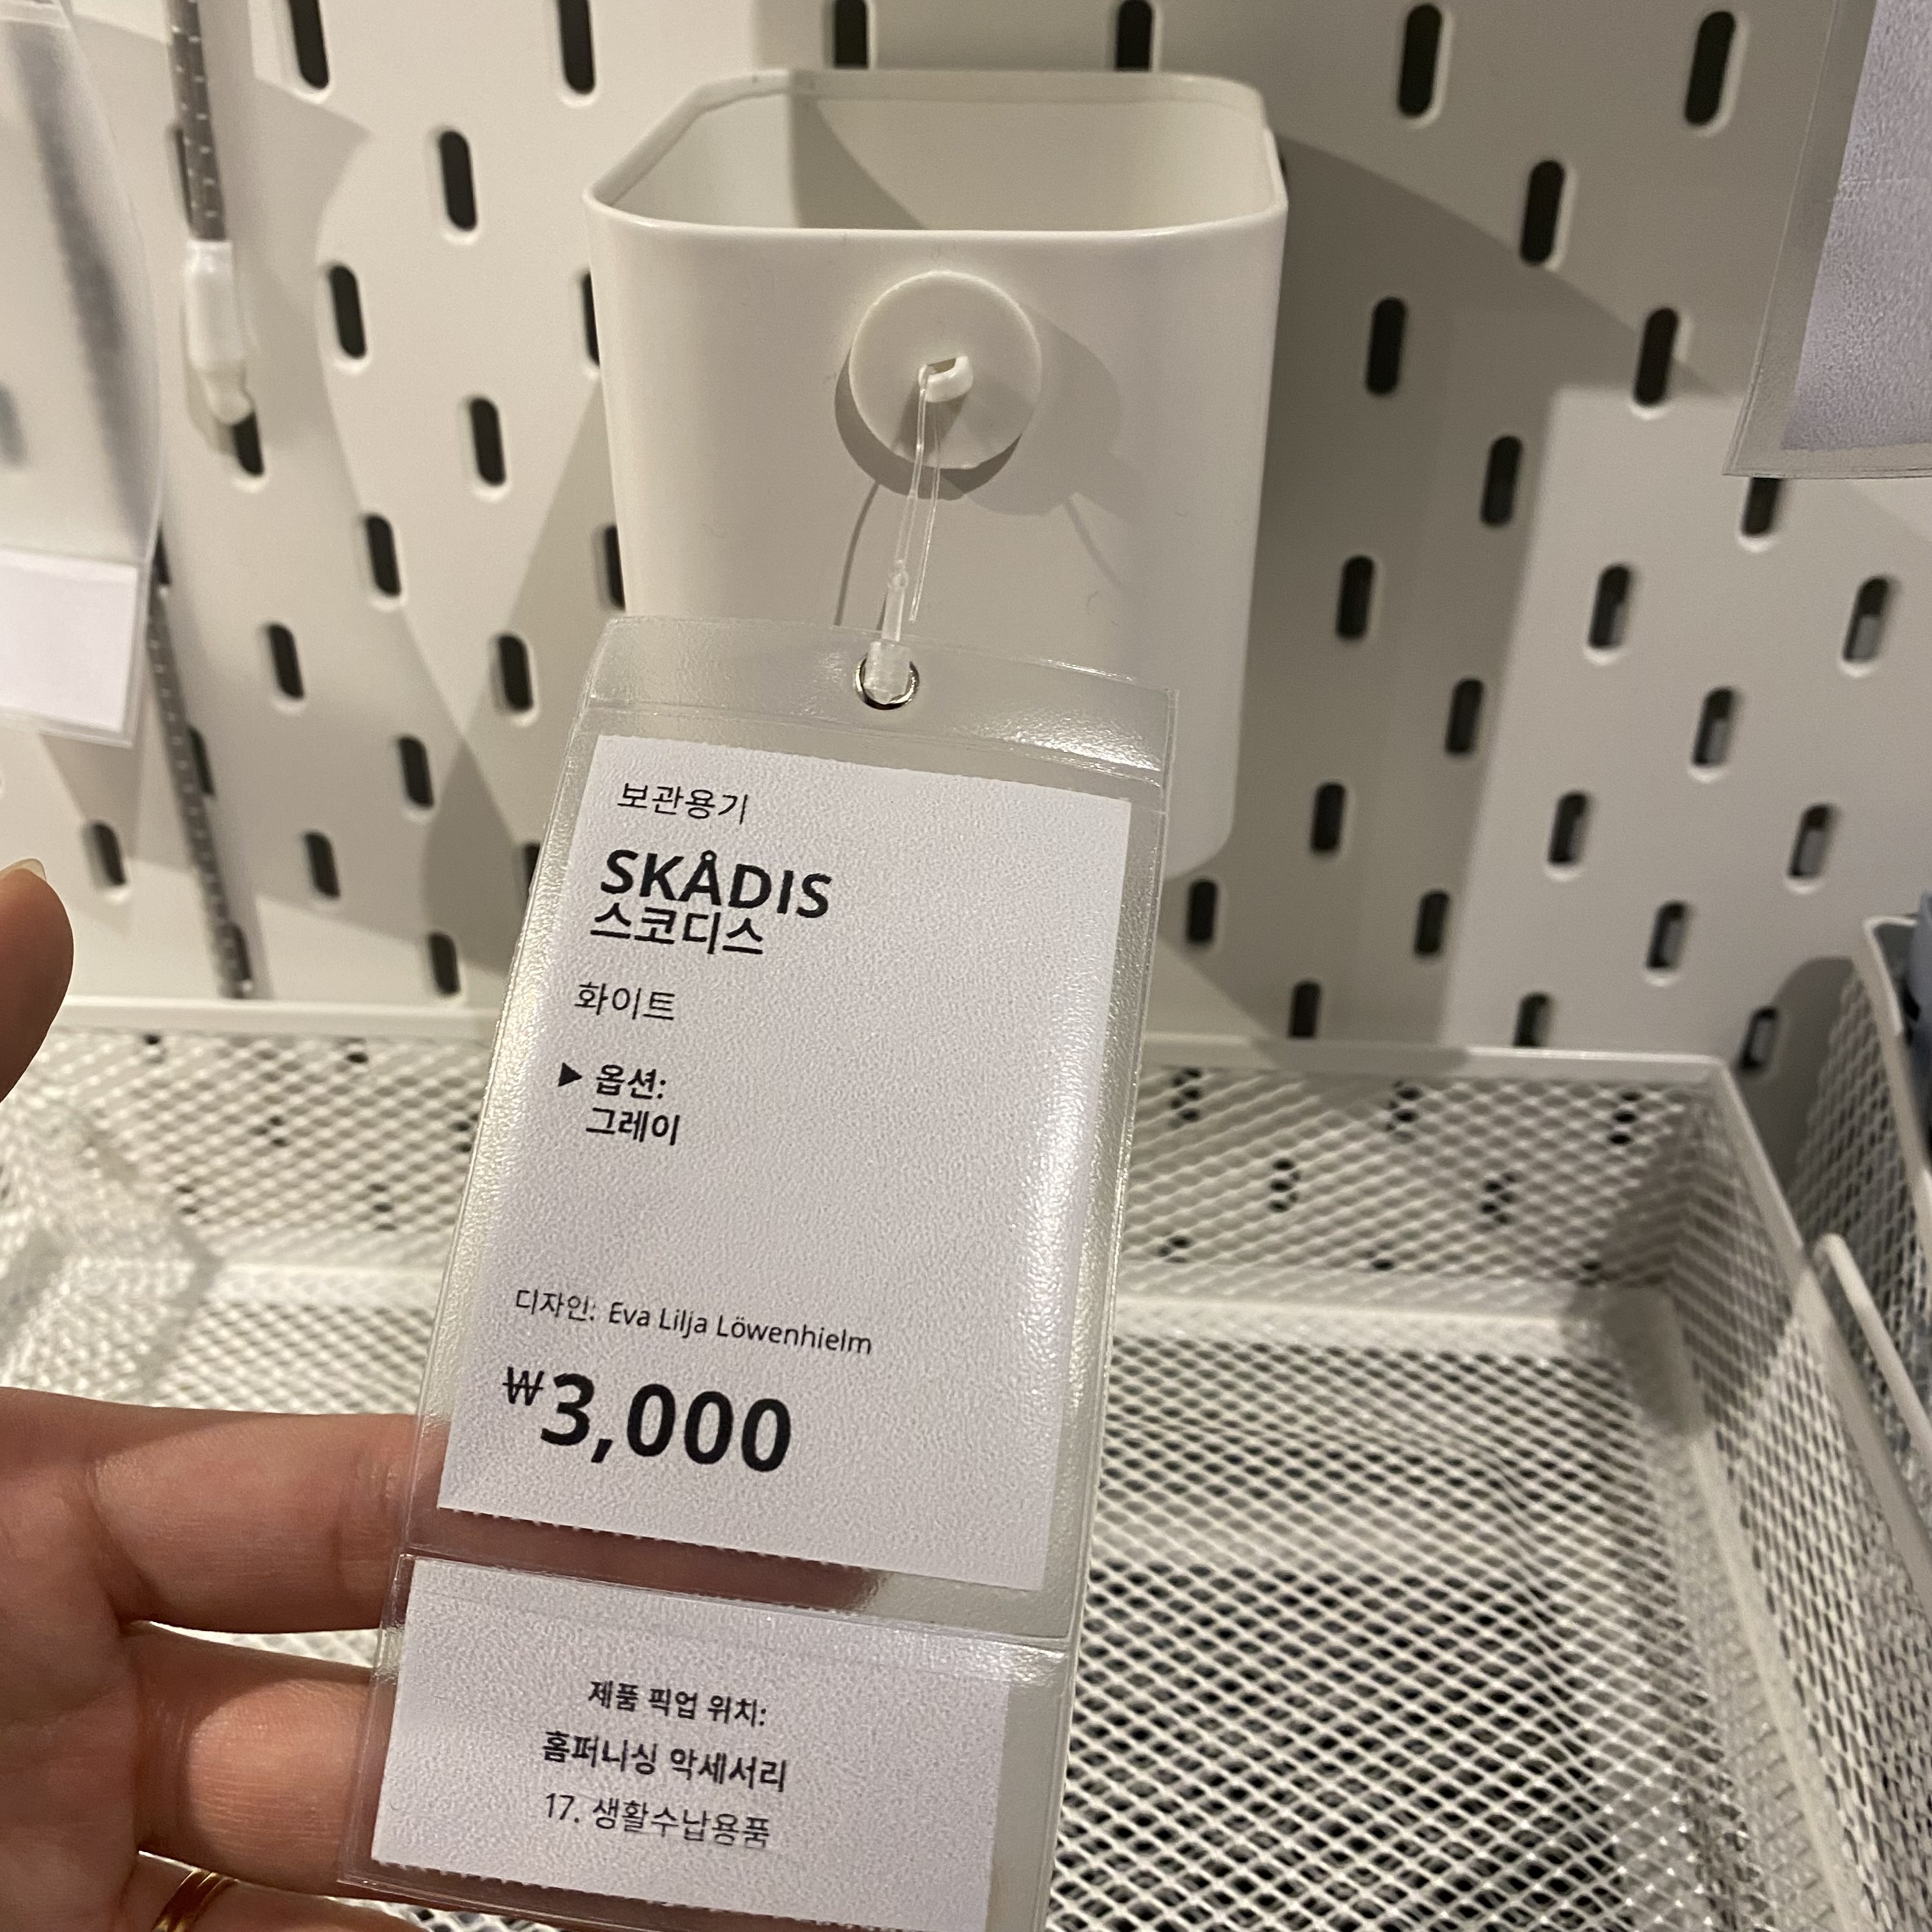 보관용기
SKÅDIS
스코디스
화이트
▶ 옵션:
그레이
디자인: Eva Lilja Löwenhielm
₩3,000
제품 픽업 위치:
홈퍼니싱 악세서리
17. 생활수납용품